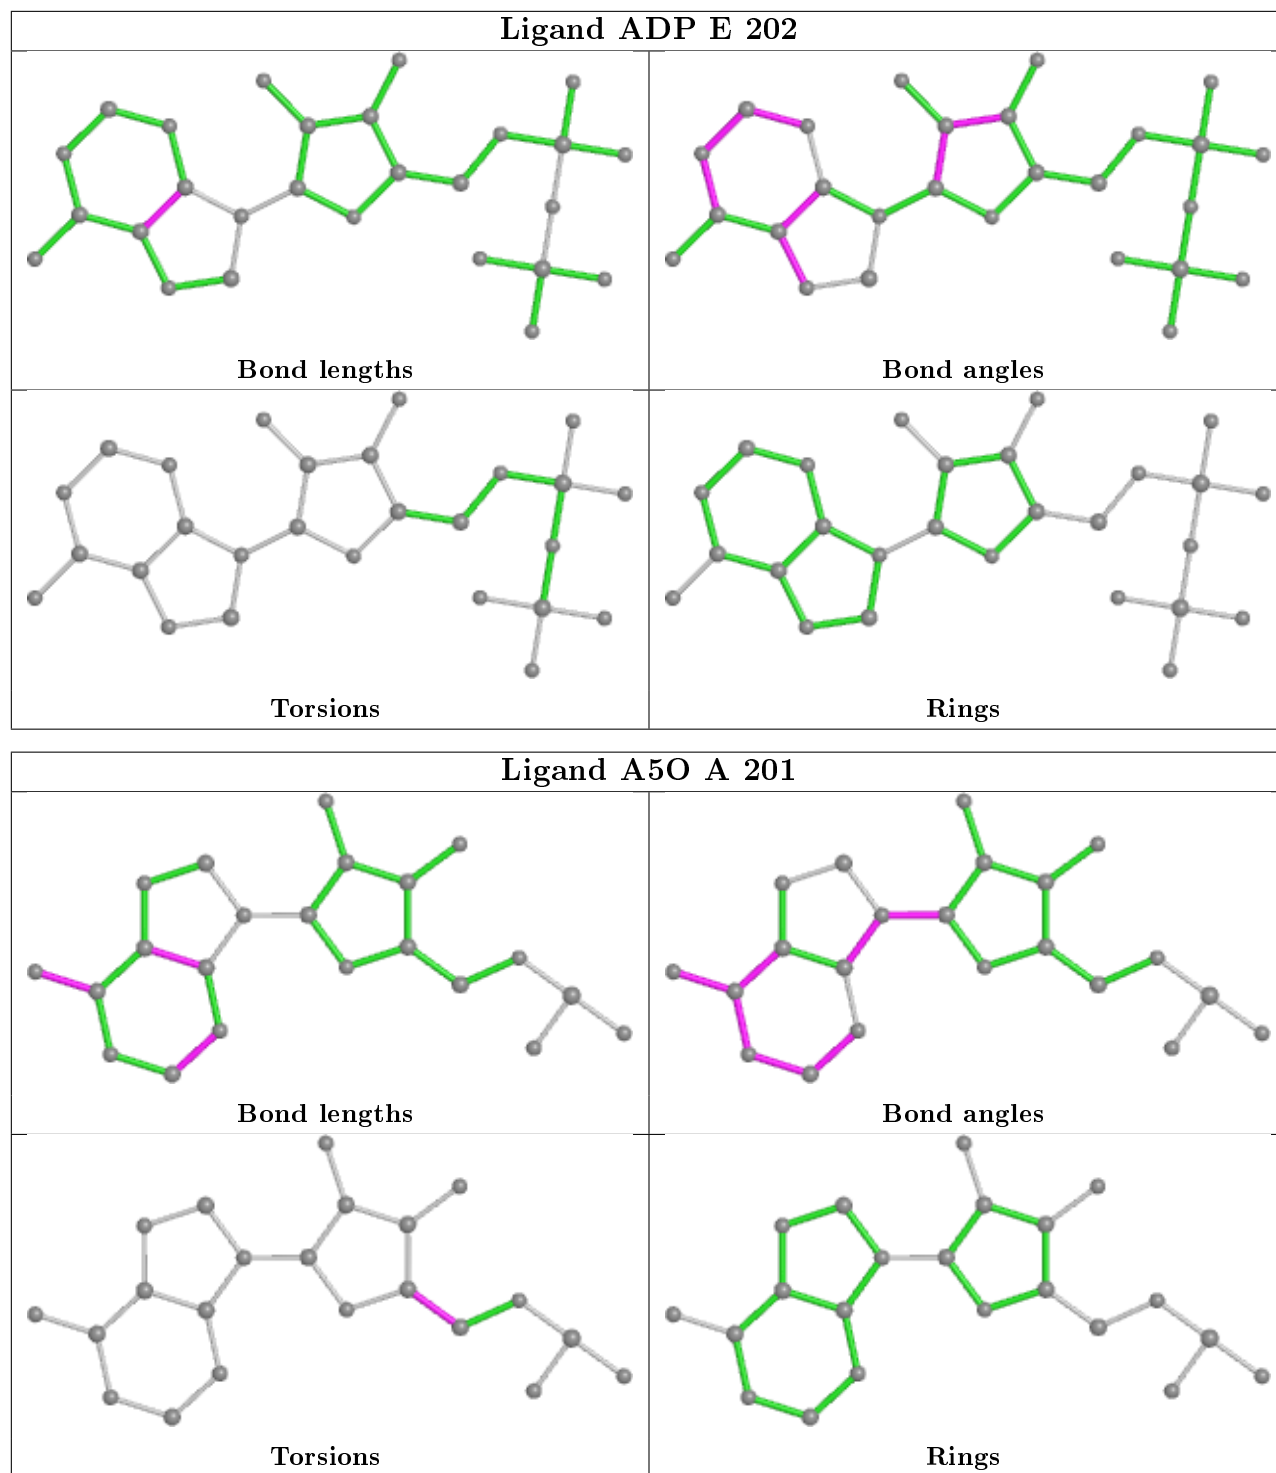 Ligand ADP E 202
Bond lengths
Bond angles
Torsions
Rings
Ligand A5O A 201
Bond lengths
Bond angles
Torsions
Rings